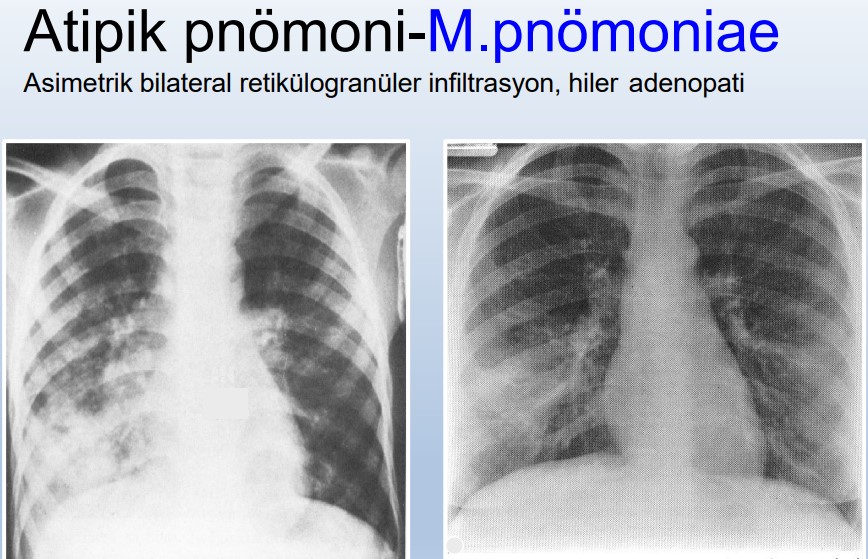 Atipik pnömoni-M.pnömoniae
Asimetrik bilateral retikülogranüler infiltrasyon, hiler adenopati